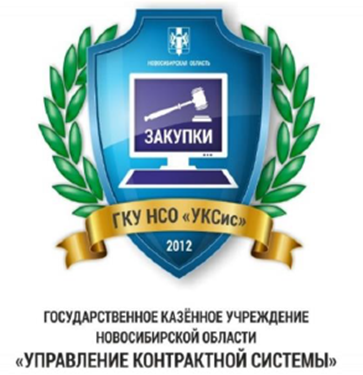 НОВОСИБИРСКАЯ ОБЛАСТЬ
ЗАКУПКИ
ГКУ НСО «УКСис»
2012
ГОСУДАРСТВЕННОЕ КАЗЁННОЕ УЧРЕЖДЕНИЕ
НОВОСИБИРСКОЙ ОБЛАСТИ
«УПРАВЛЕНИЕ КОНТРАКТНОЙ СИСТЕМЫ»